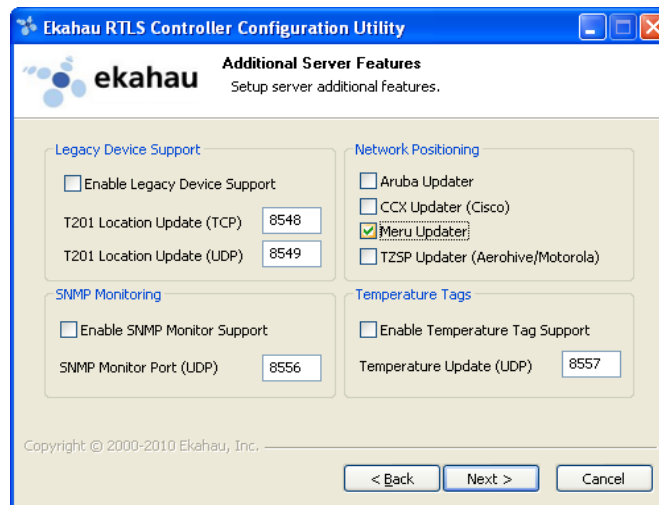 Ekahau RTLS Controller Configuration Utility
ekahau
Additional Server Features
Setup server additional features.
Legacy Device Support
Enable Legacy Device Support
T201 Location Update (TCP) 8548
T201 Location Update (UDP) 8549
Network Positioning
Aruba Updater
CCX Updater (Cisco)
Meru Updater
TZSP Updater (Aerohive/Motorola)
SNMP Monitoring
Enable SNMP Monitor Support
SNMP Monitor Port (UDP) 8556
Temperature Tags
Enable Temperature Tag Support
Temperature Update (UDP) 8557
Copyright © 2000-2010 Ekahau, Inc.
< Back Next > Cancel